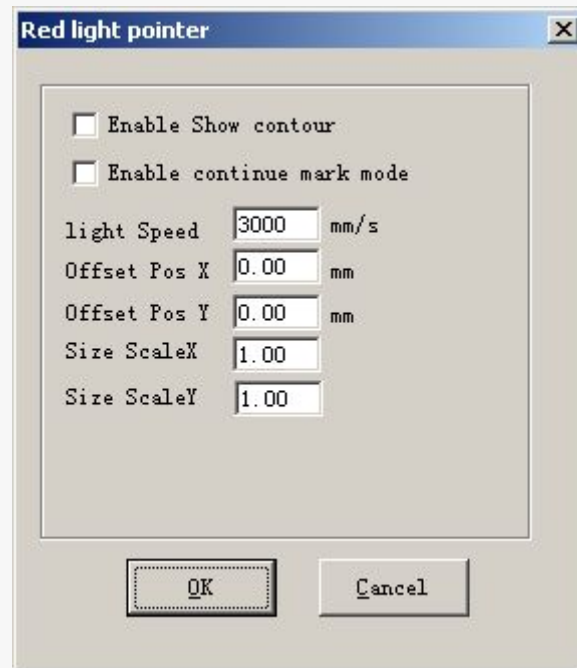 Red light pointer
Enable Show contour
Enable continue mark mode
light Speed 3000 mm/s
Offset Pos X 0.00 mm
Offset Pos Y 0.00 mm
Size ScaleX 1.00
Size ScaleY 1.00
OK Cancel